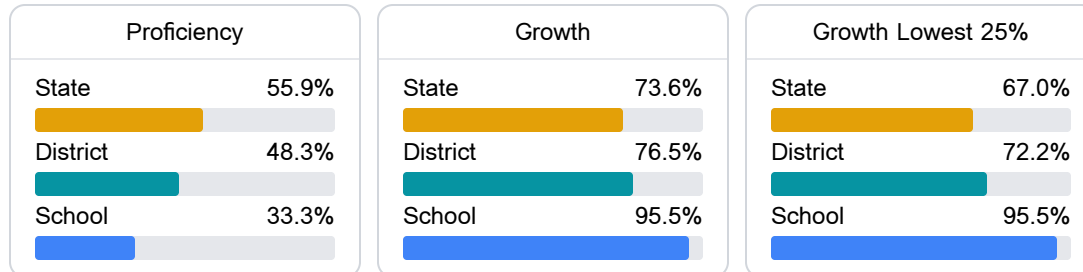 Proficiency
State 55.9%
District 48.3%
School 33.3%
Growth
State 73.6%
District 76.5%
School 95.5%
Growth Lowest 25%
State 67.0%
District 72.2%
School 95.5%